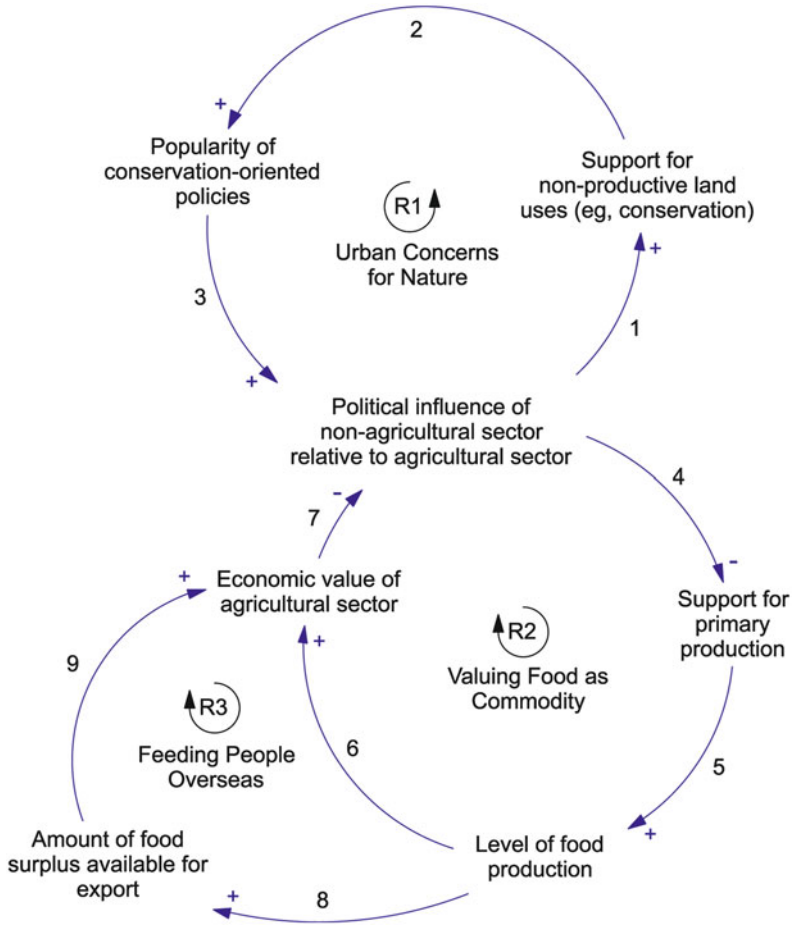 2
+
Popularity of
conservation-oriented
policies
Support for
non-productive land
uses (eg, conservation)
R1
Urban Concerns
for Nature
+
3
1
+
Political influence of
non-agricultural sector
relative to agricultural sector
4
-
7
-
+
Economic value of
agricultural sector
Support for
primary
production
+
R2
Valuing Food as
Commodity
9
R3
Feeding People
Overseas
6
5
+
Amount of food
surplus available for
export
Level of food
production
+
8